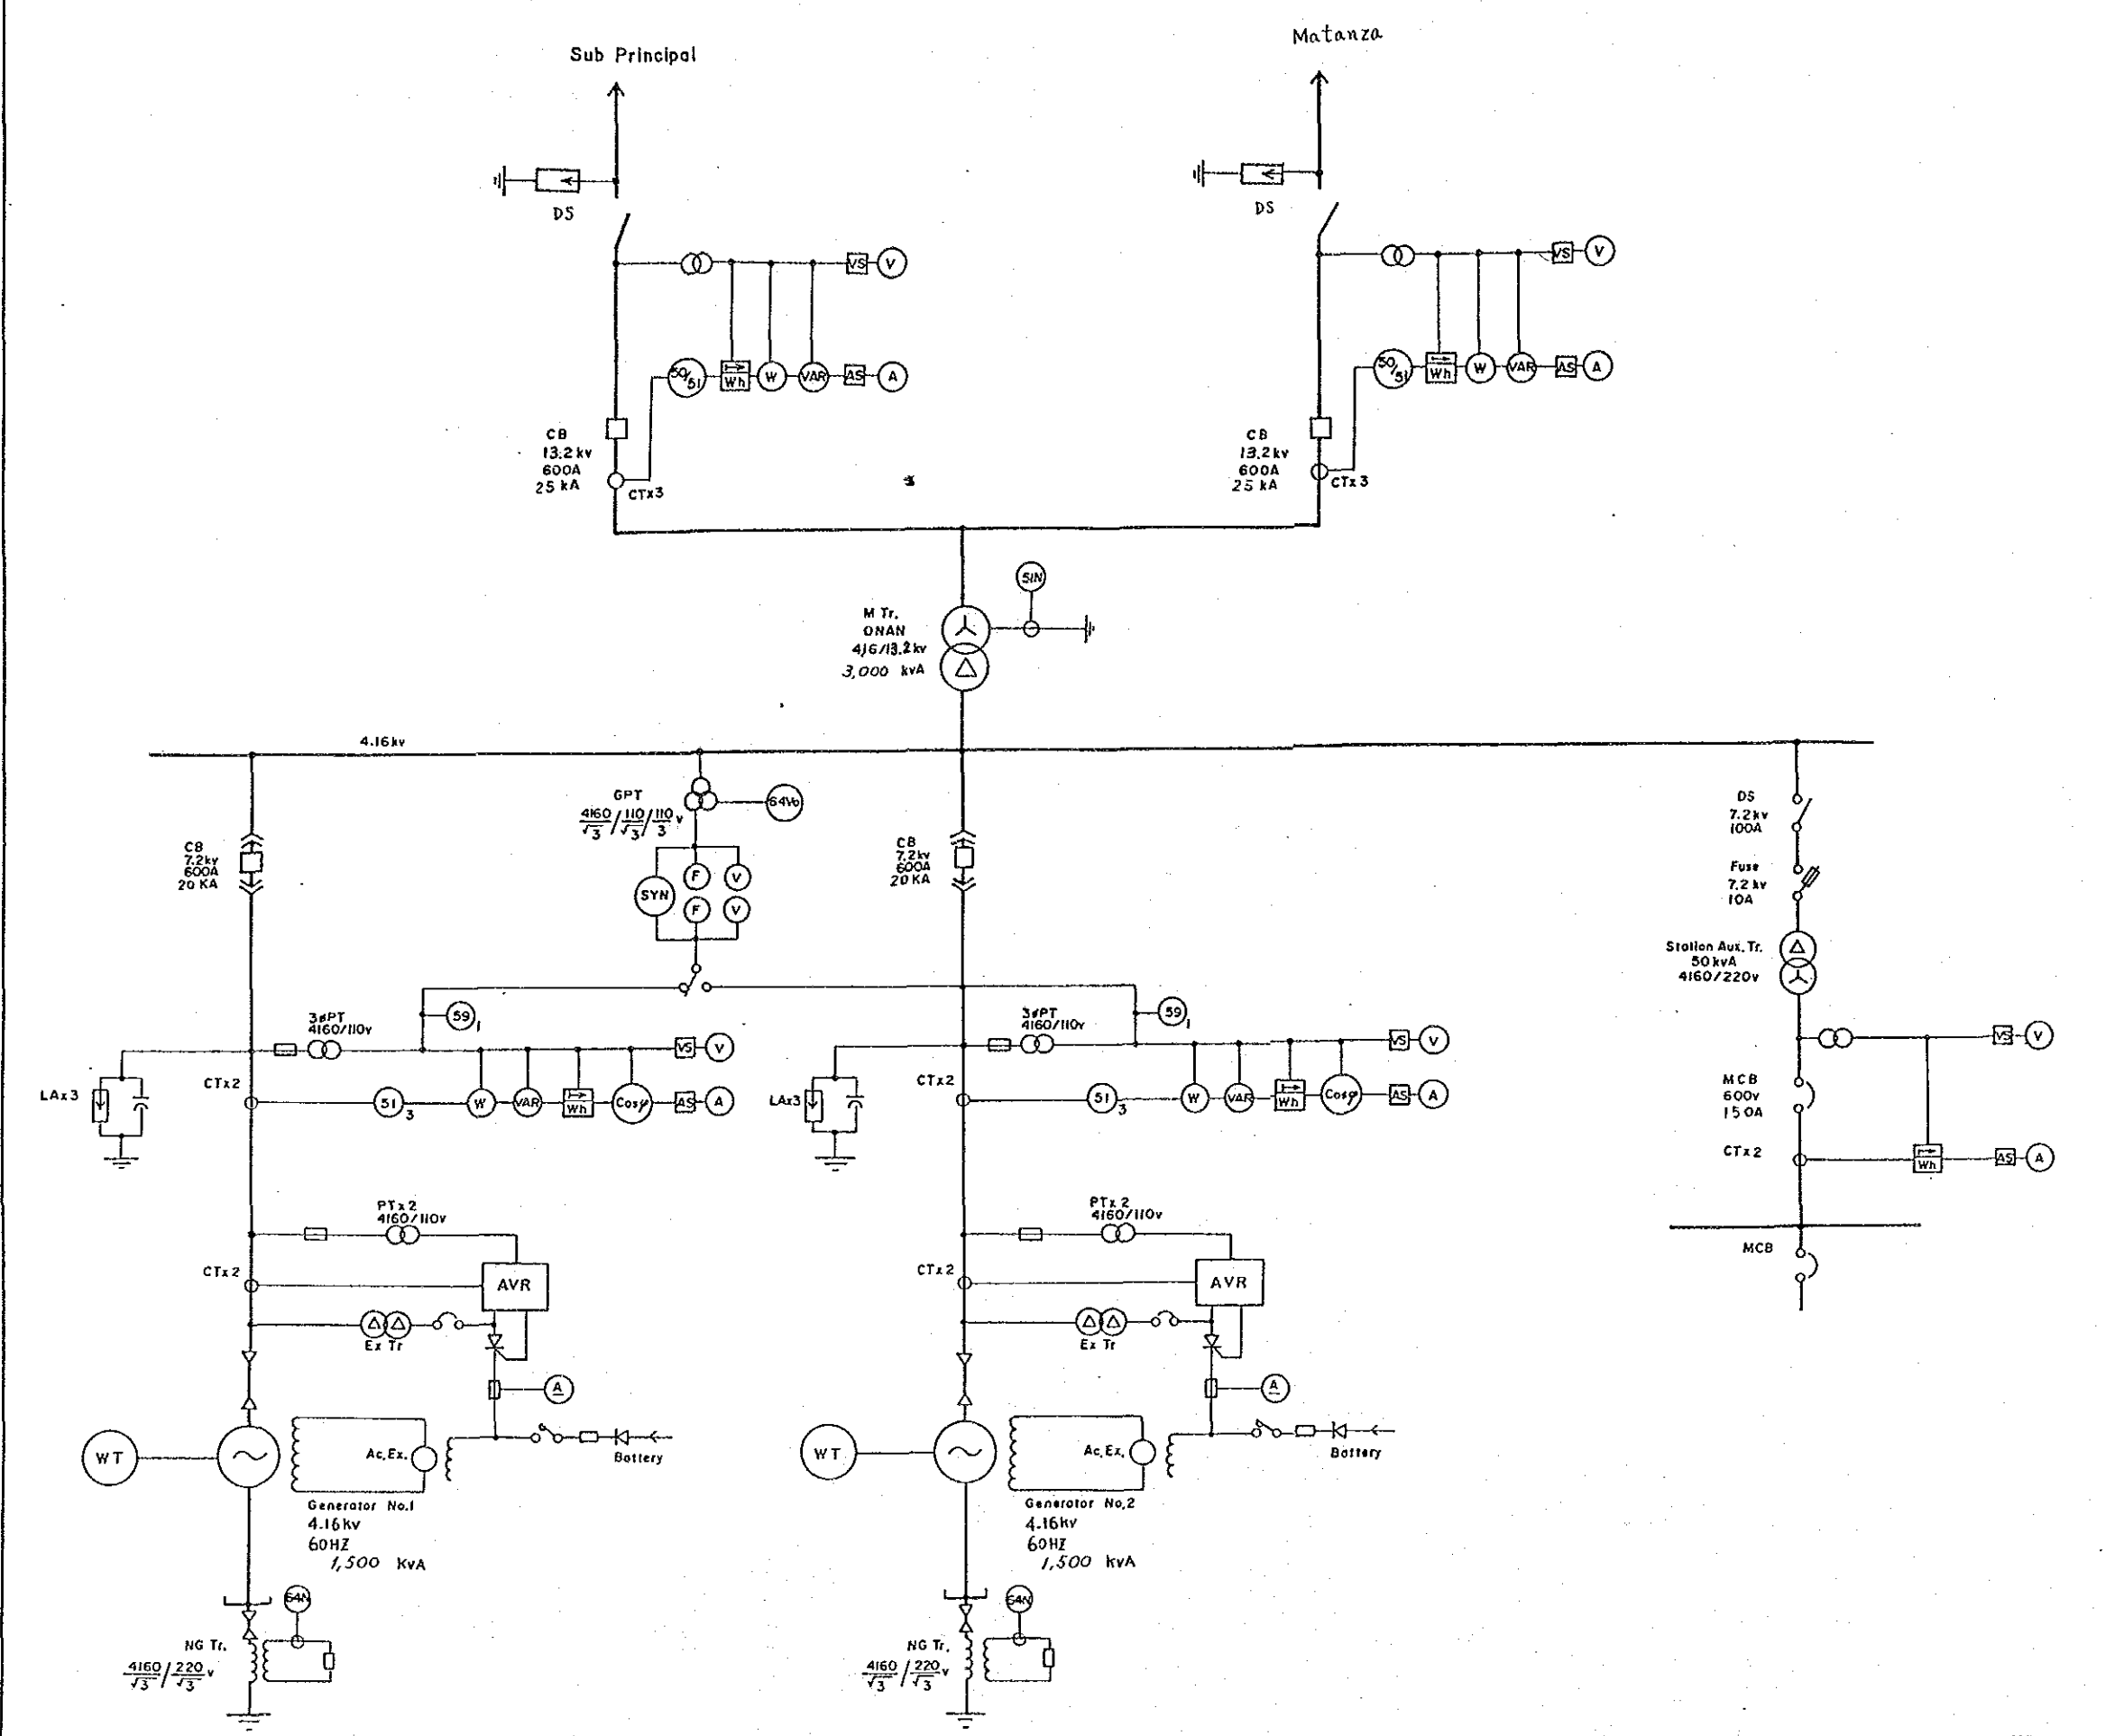 Sub Principal
Matanza
DS
DS
VS
V
VS
V
50/51
Wh
W
VAR
AS
A
50/51
Wh
W
VAR
AS
A
CB
13.2kv
600A
25 kA
CTx3
CB
13.2kv
600A
25 kA
CTx3
51N
M Tr.
ONAN
4.16/13.2kv
3,000 kvA
4.16kv
GPT
4160/√3 / 110/√3 / 110/3 v
64Vo
CB
7.2kv
600A
20 KA
SYN
F
V
F
V
CB
7.2kv
600A
20KA
DS
7.2kv
100A
Fuse
7.2kv
10A
Station Aux. Tr.
50kvA
4160/220v
59 1
59 1
3øPT
4160/110v
VS
V
3øPT
4160/110v
VS
V
VS
V
LAx3
CTx2
51 3
W
VAR
Wh
Cosφ
AS
A
LAx3
CTx2
51 3
W
VAR
Wh
Cosφ
AS
A
MCB
600v
150A
CTx2
Wh
AS
A
MCB
PTx2
4160/110v
CTx2
AVR
Ex Tr
A
PTx2
4160/110v
CTx2
AVR
Ex Tr
A
WT
Ac.Ex.
Battery
Generator No.1
4.16kv
60HZ
1,500 KvA
WT
Ac.Ex.
Battery
Generator No.2
4.16kv
60HZ
1,500 KvA
64N
NG Tr.
4160/√3 / 220/√3 v
64N
NG Tr.
4160/√3 / 220/√3 v